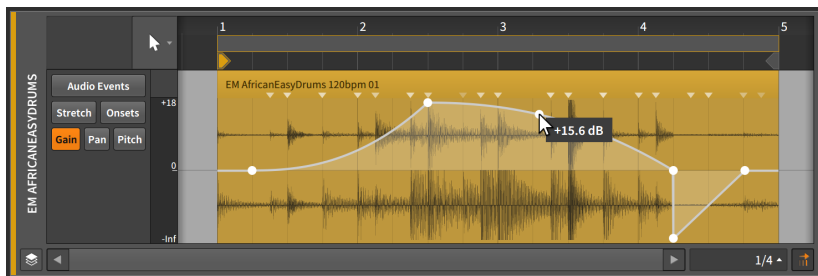 1 2 3 4 5
EM AFRICANEASYDRUMS
Audio Events
EM AfricanEasyDrums 120bpm 01
Stretch Onsets
+18
Gain Pan Pitch
+15.6 dB
0
-Inf
1/4